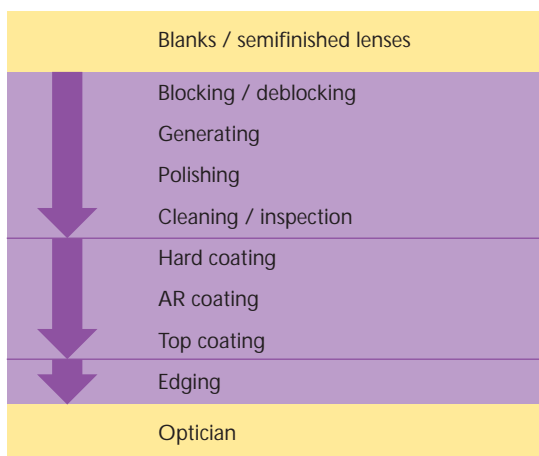 Blanks / semifinished lenses
Blocking / deblocking
Generating
Polishing
Cleaning / inspection
Hard coating
AR coating
Top coating
Edging
Optician